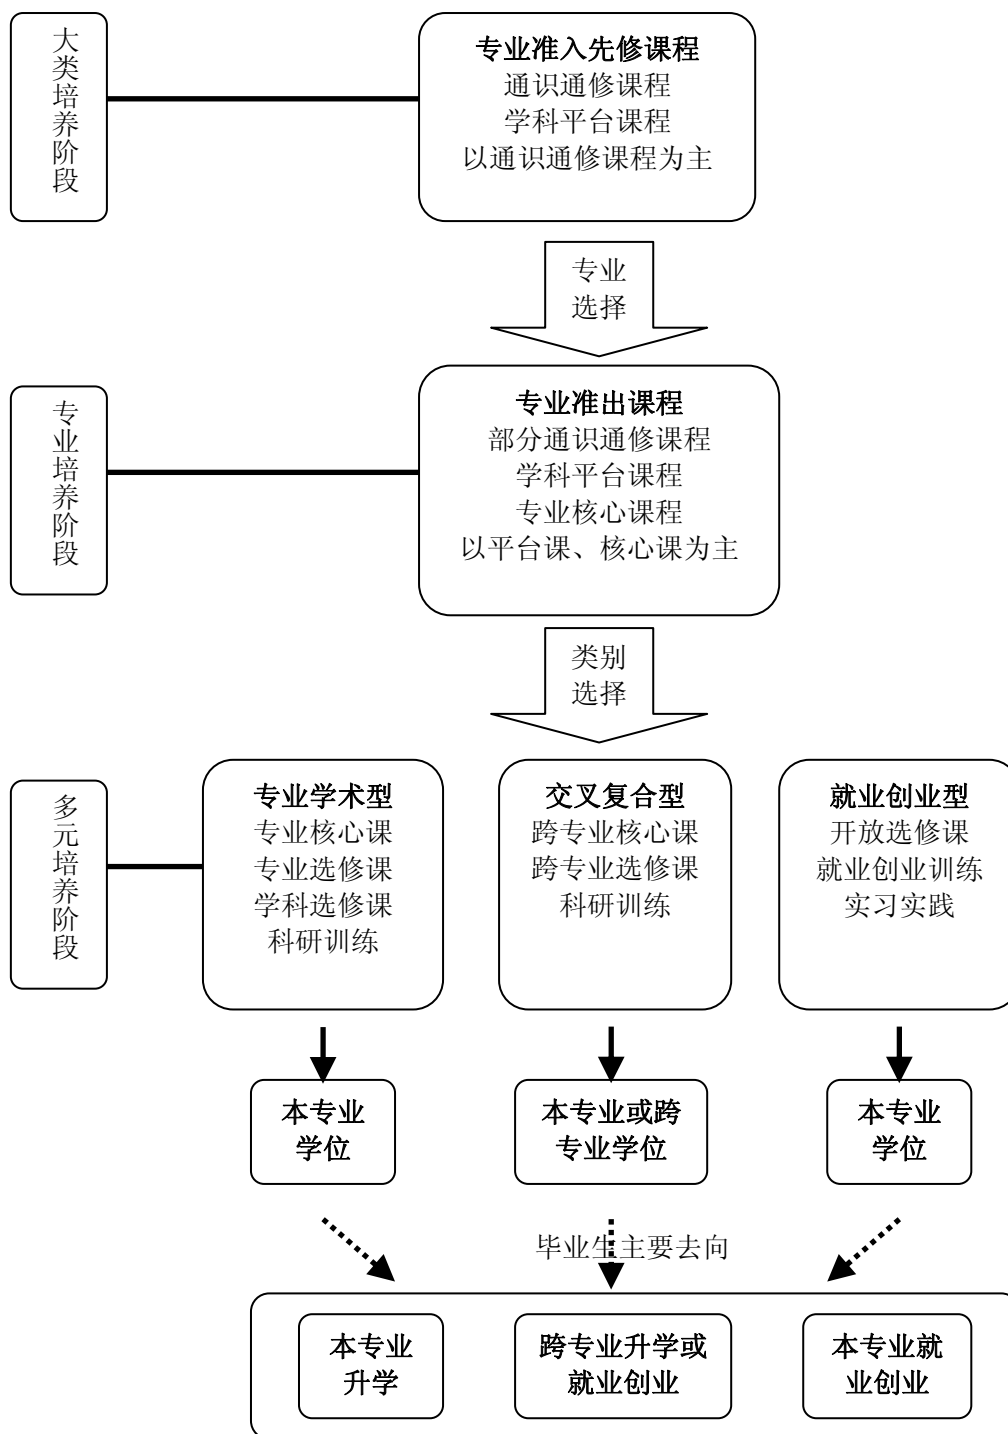 大类培养阶段
专业准入先修课程
通识通修课程
学科平台课程
以通识通修课程为主
专业
选择
专业培养阶段
专业准出课程
部分通识通修课程
学科平台课程
专业核心课程
以平台课、核心课为主
类别
选择
多元培养阶段
专业学术型
专业核心课
专业选修课
学科选修课
科研训练
交叉复合型
跨专业核心课
跨专业选修课
科研训练
就业创业型
开放选修课
就业创业训练
实习实践
本专业
学位
本专业或跨
专业学位
本专业
学位
毕业生主要去向
本专业
升学
跨专业升学或
就业创业
本专业就
业创业